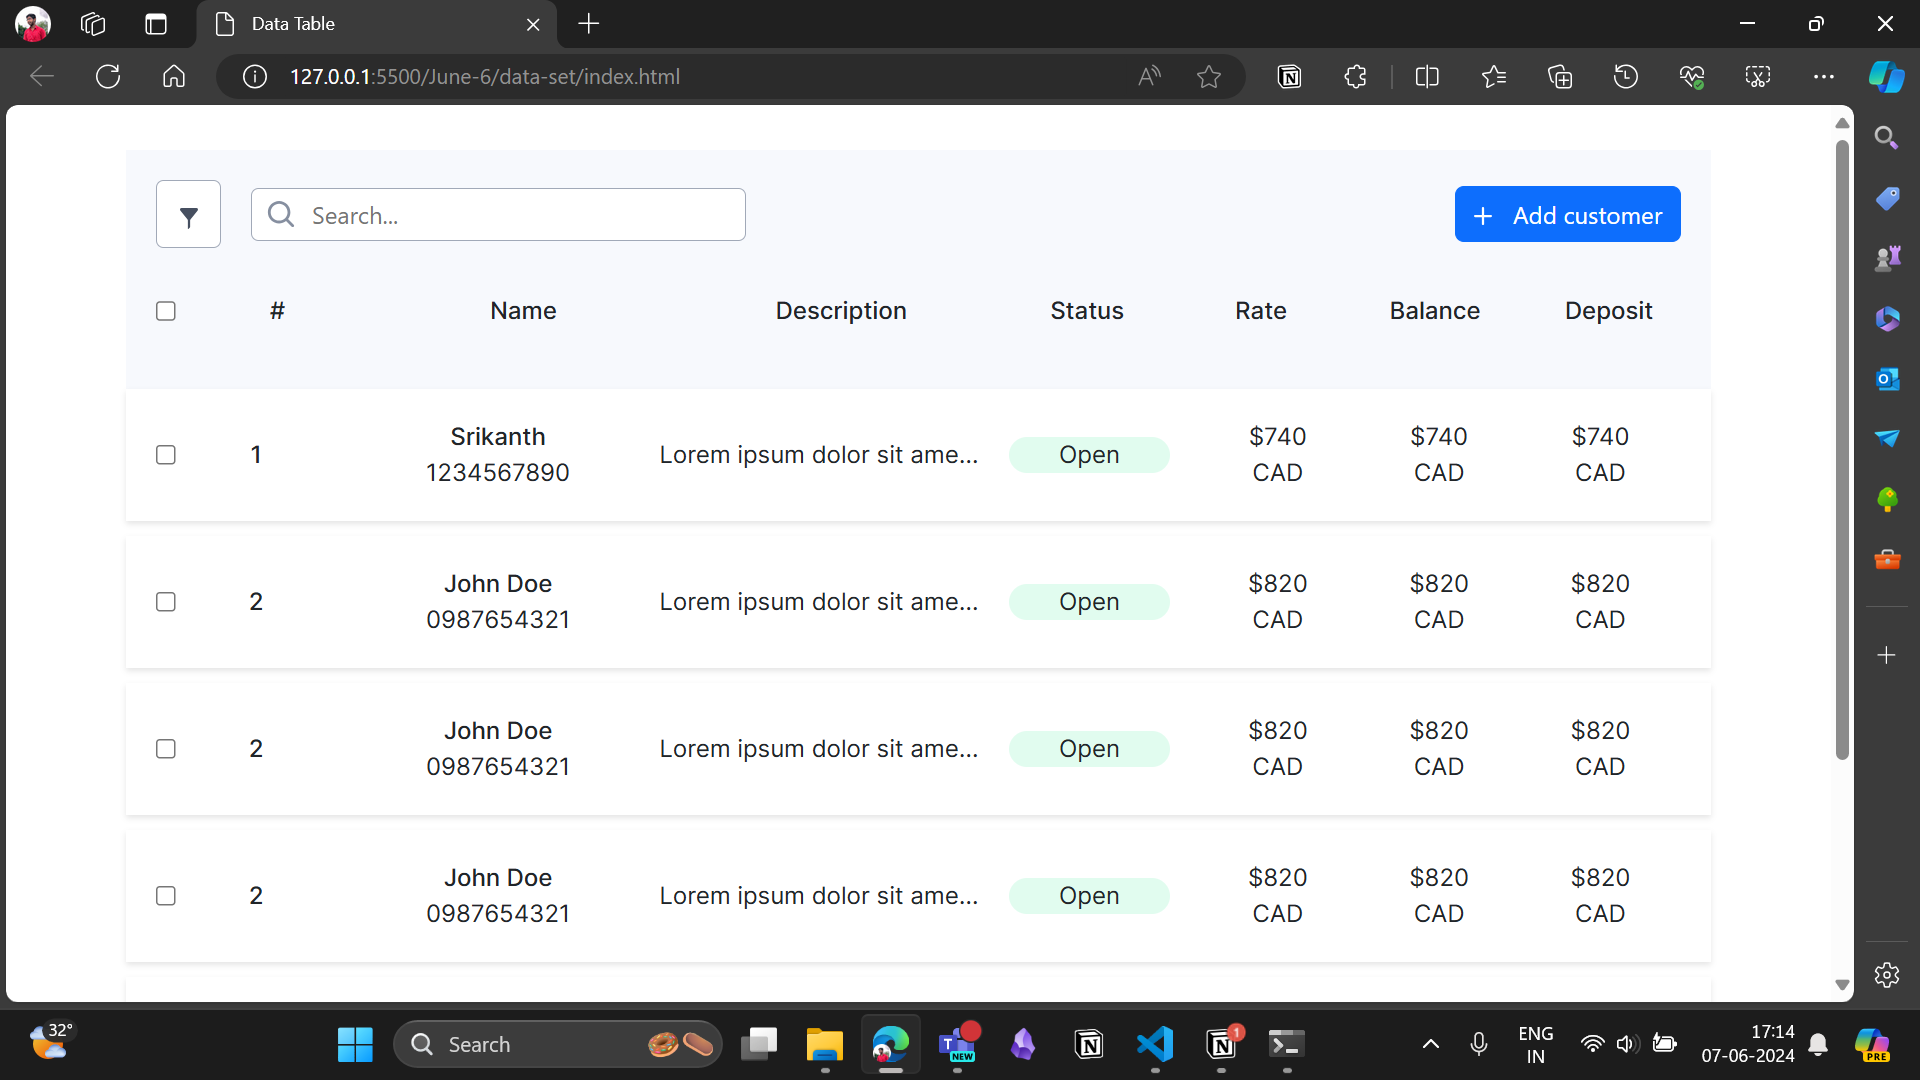 Data Table
127.0.0.1:5500/June-6/data-set/index.html
Search...
+ Add customer
# Name Description Status Rate Balance Deposit
1 Srikanth 1234567890 Lorem ipsum dolor sit ame... Open $740 CAD $740 CAD $740 CAD
2 John Doe 0987654321 Lorem ipsum dolor sit ame... Open $820 CAD $820 CAD $820 CAD
2 John Doe 0987654321 Lorem ipsum dolor sit ame... Open $820 CAD $820 CAD $820 CAD
2 John Doe 0987654321 Lorem ipsum dolor sit ame... Open $820 CAD $820 CAD $820 CAD
32°
Search
NEW
1
ENG
IN
17:14
07-06-2024
PRE